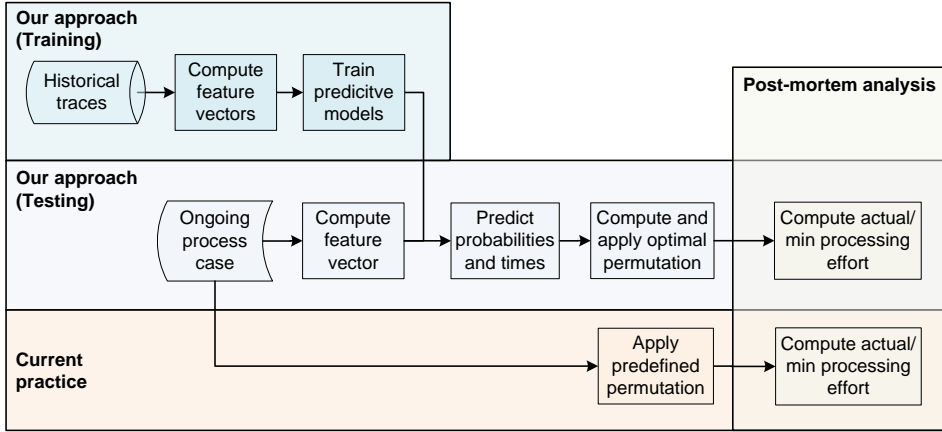 Our approach
(Training)
Historical
traces
Compute
feature
vectors
Train
predicitve
models
Post-mortem analysis
Our approach
(Testing)
Ongoing
process
case
Compute
feature
vector
Predict
probabilities
and times
Compute and
apply optimal
permutation
Compute actual/
min processing
effort
Current
practice
Apply
predefined
permutation
Compute actual/
min processing
effort